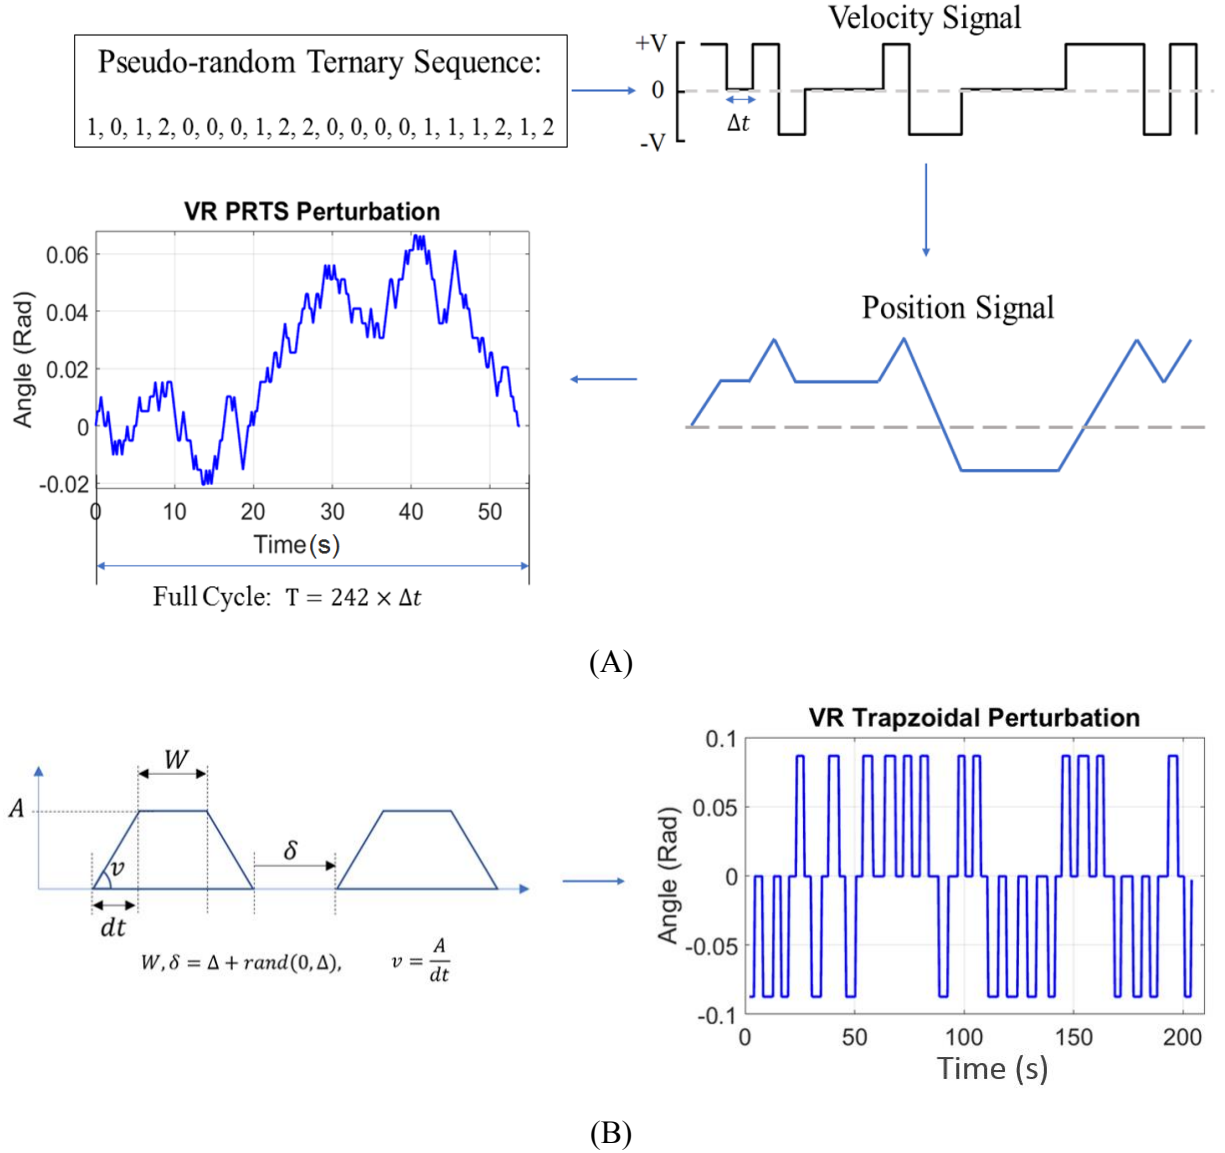 Pseudo-random Ternary Sequence:
1, 0, 1, 2, 0, 0, 0, 1, 2, 2, 0, 0, 0, 0, 1, 1, 1, 2, 1, 2
Velocity Signal
+V
0
-V
Δt
VR PRTS Perturbation
Angle (Rad)
0.06
0.04
0.02
0
-0.02
0 10 20 30 40 50
Time (s)
Full Cycle: T = 242 × Δt
Position Signal
(A)
A
W
v
δ
dt
W, δ = Δ + rand(0, Δ), v = A/dt
VR Trapzoidal Perturbation
Angle (Rad)
0.1
0.05
0
-0.05
-0.1
0 50 100 150 200
Time (s)
(B)